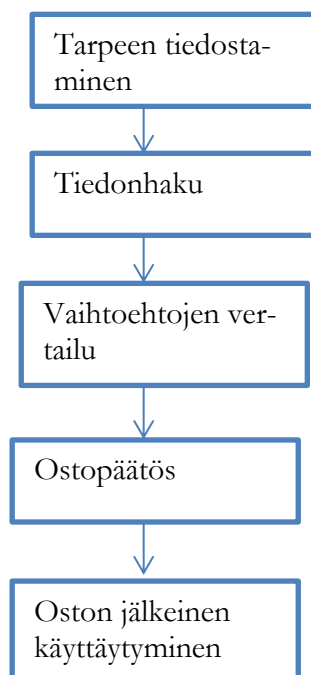 Tarpeen tiedosta-
minen
Tiedonhaku
Vaihtoehtojen ver-
tailu
Ostopäätös
Oston jälkeinen
käyttäytyminen